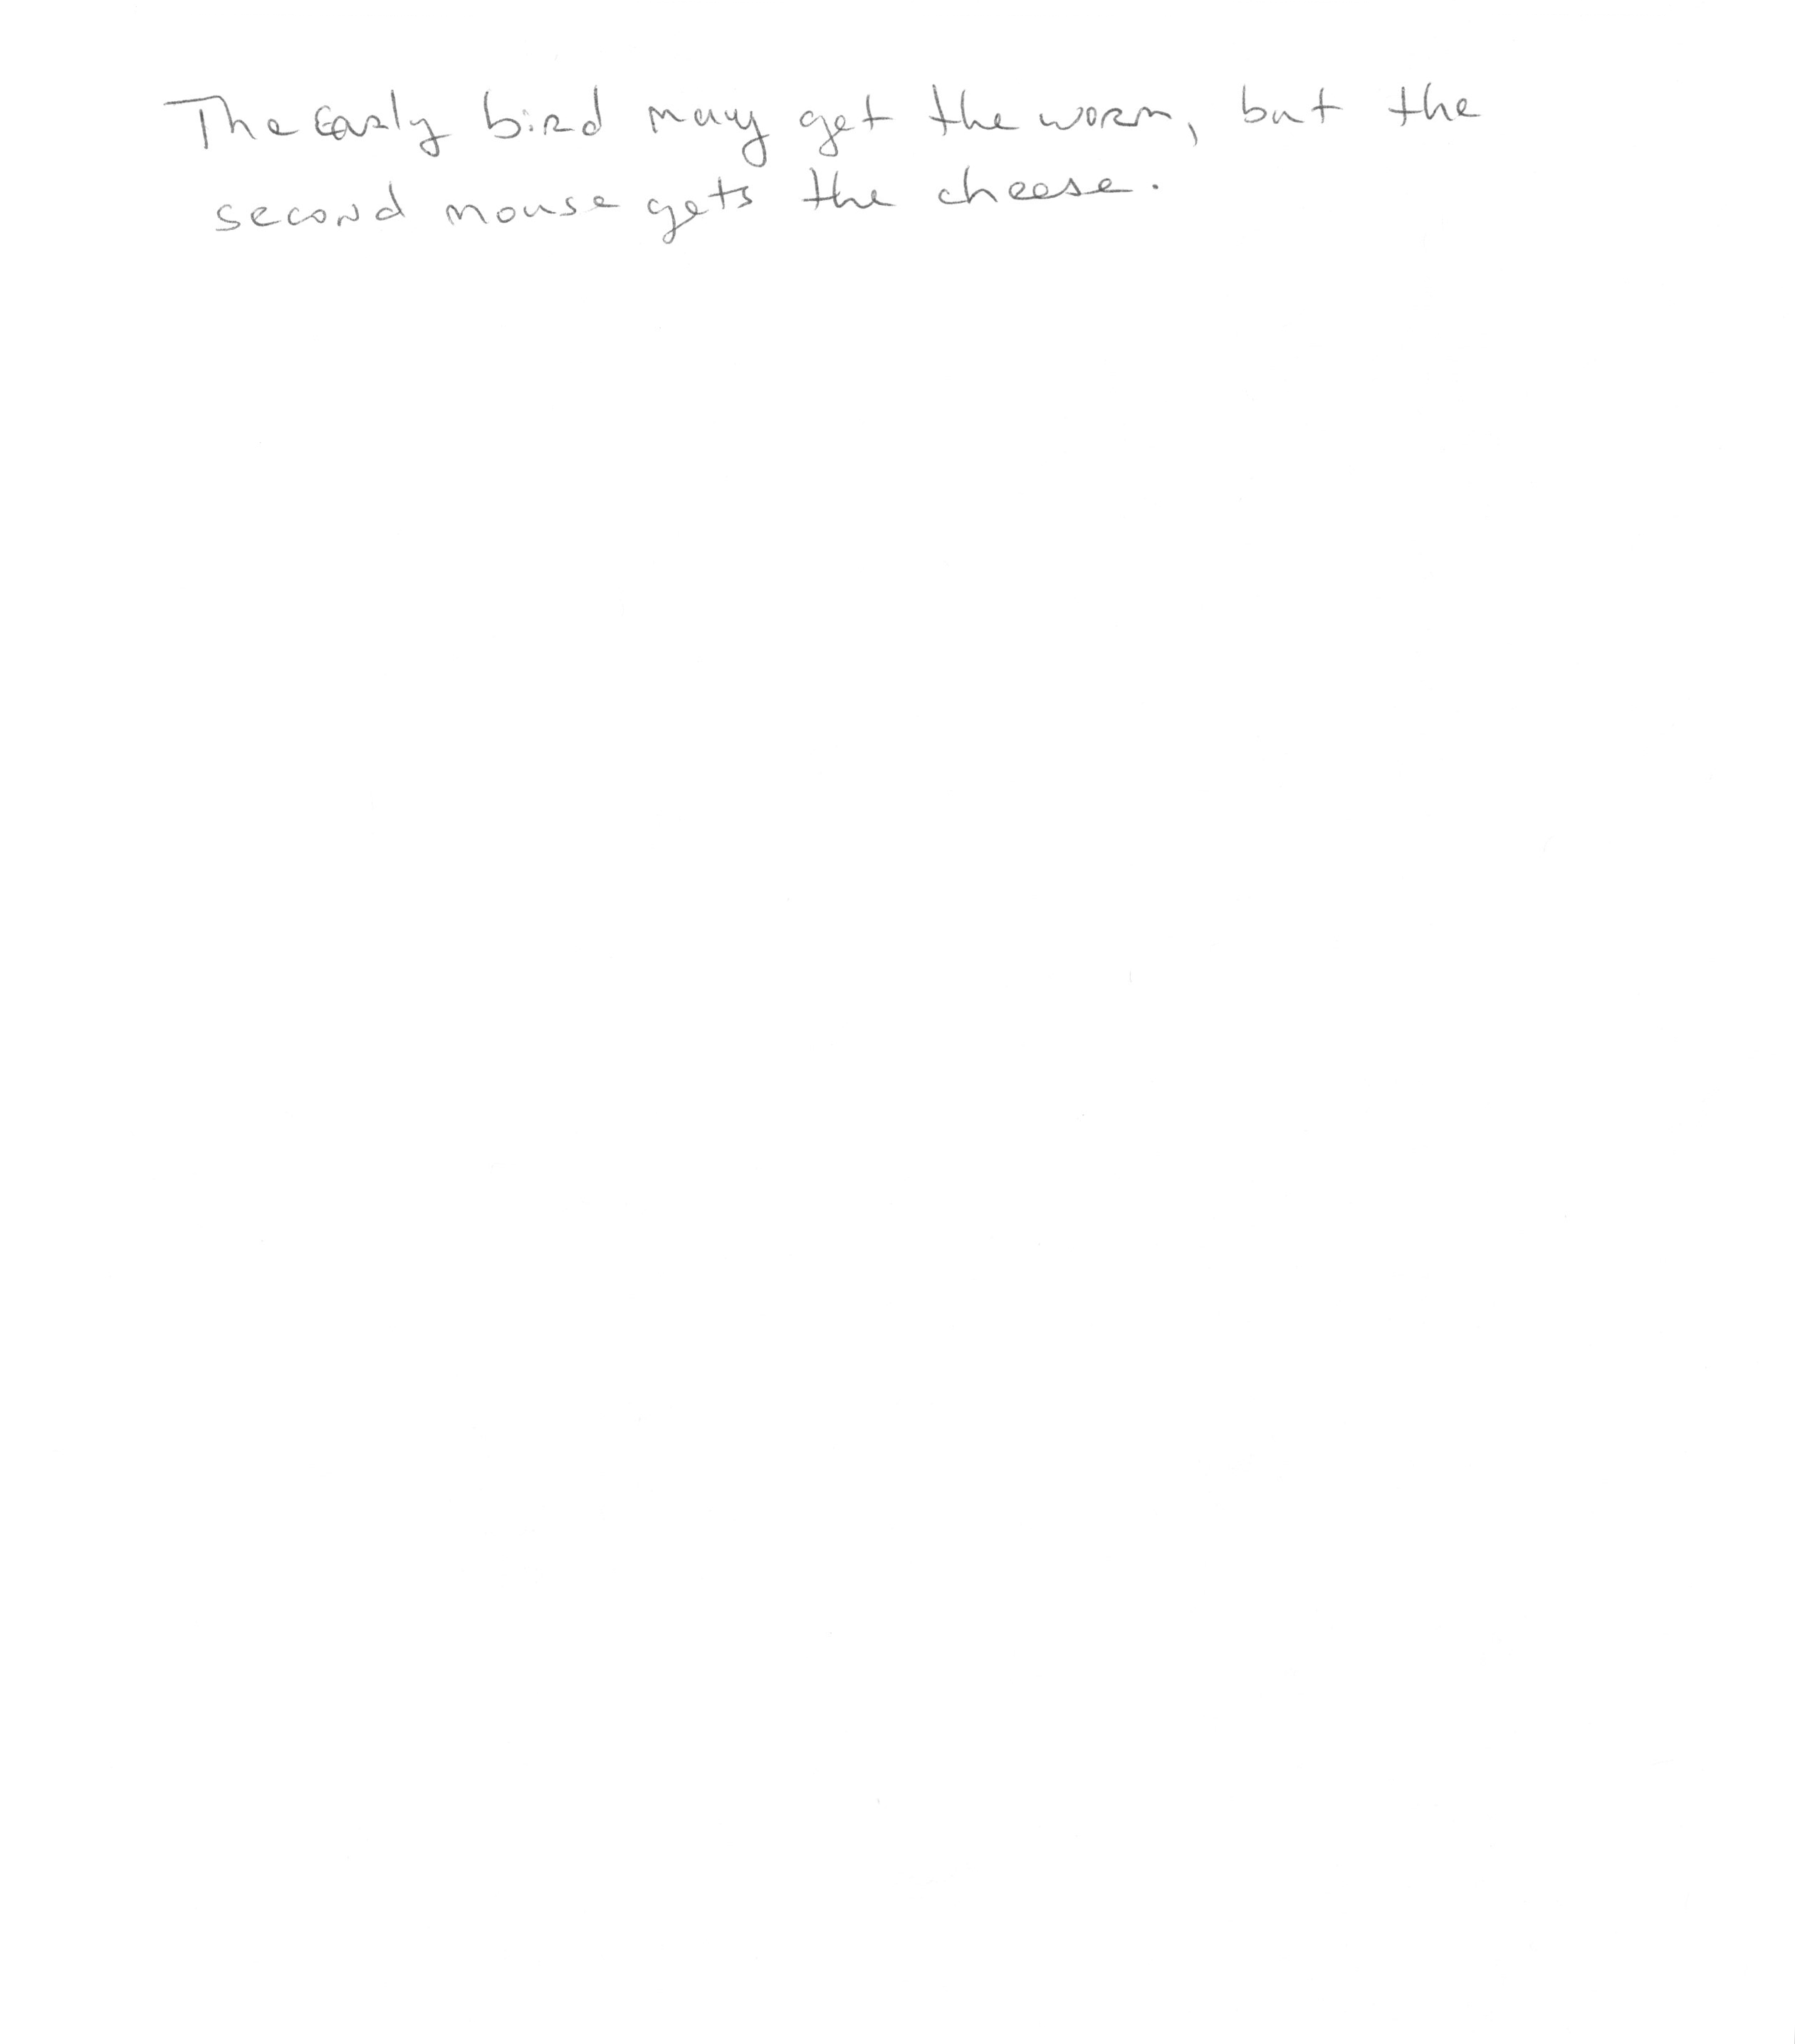 The early bird may get the worm, but the
second mouse gets the cheese.